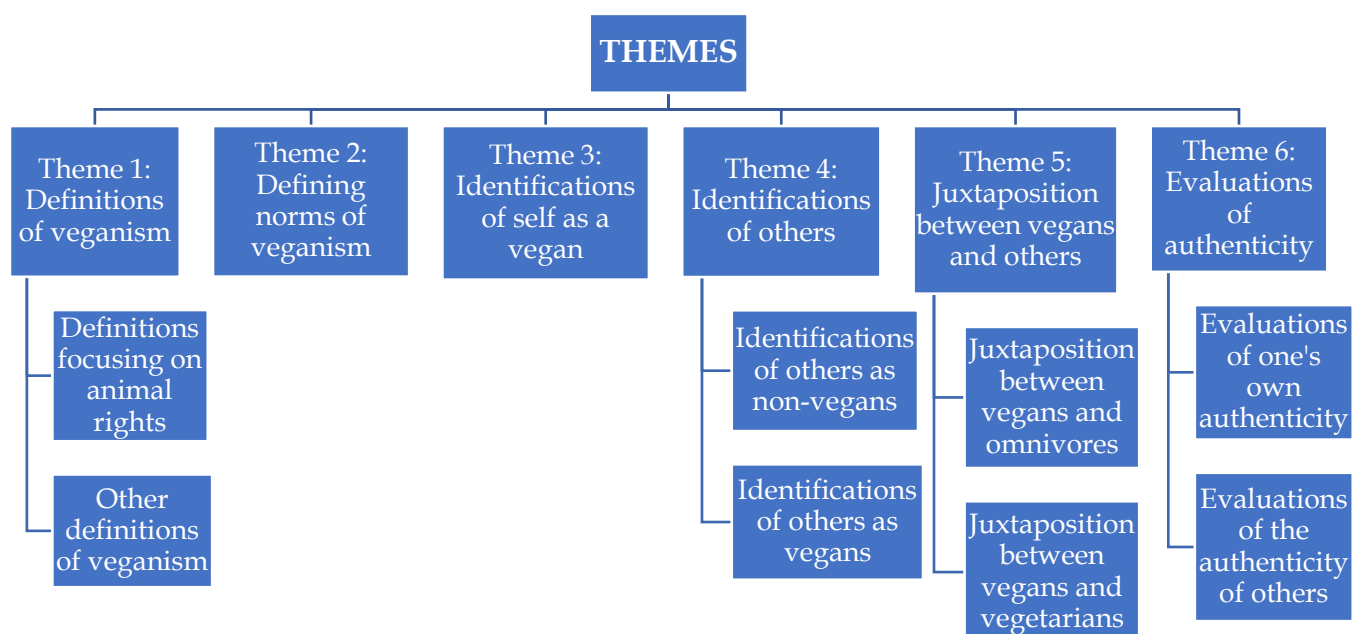 THEMES
Theme 1:
Definitions
of veganism
Theme 2:
Defining
norms of
veganism
Theme 3:
Identifications
of self as a
vegan
Theme 4:
Identifications
of others
Theme 5:
Juxtaposition
between vegans
and others
Theme 6:
Evaluations
of
authenticity
Definitions
focusing on
animal
rights
Other
definitions
of veganism
Identifications
of others as
non-vegans
Identifications
of others as
vegans
Juxtaposition
between
vegans and
omnivores
Juxtaposition
between
vegans and
vegetarians
Evaluations
of one's
own
authenticity
Evaluations
of the
authenticity
of others